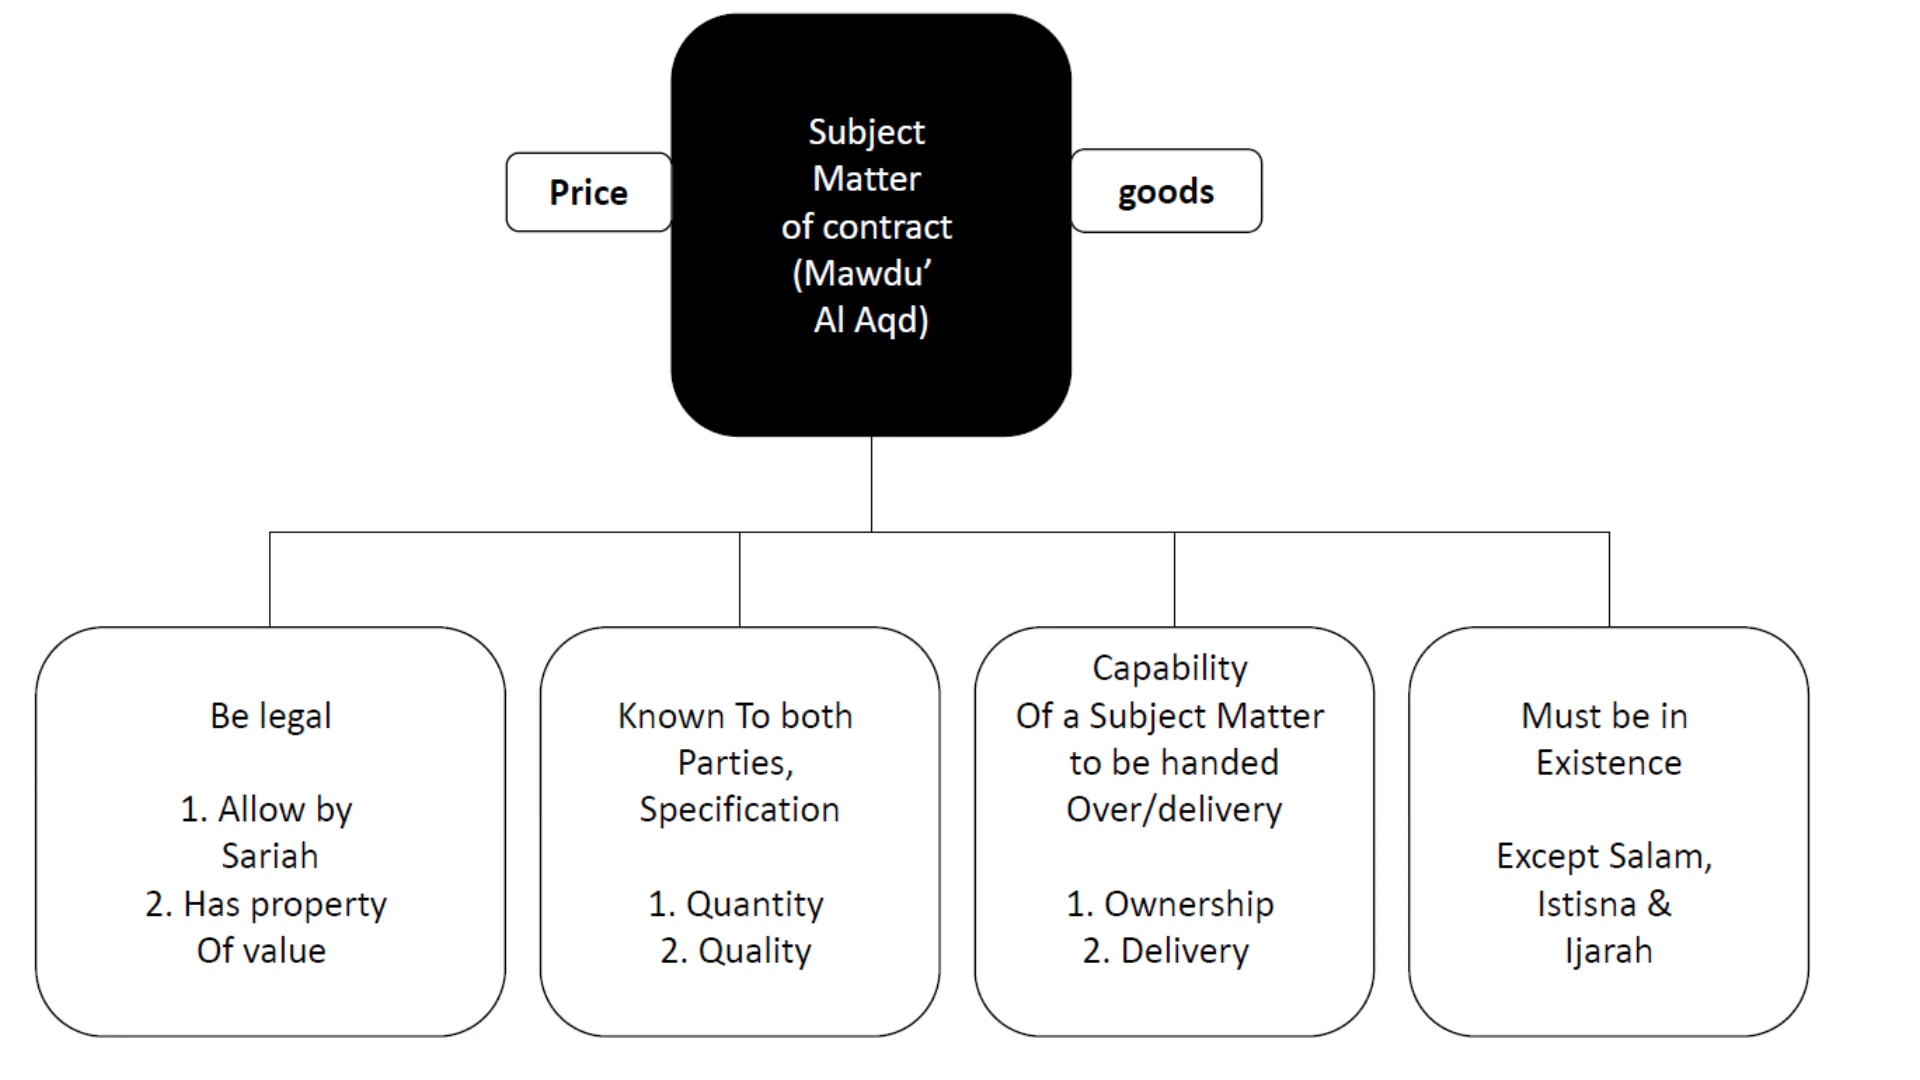 Subject
Matter
of contract
(Mawdu’
Al Aqd)
Price
goods
Be legal
1. Allow by
Sariah
2. Has property
Of value
Known To both
Parties,
Specification
1. Quantity
2. Quality
Capability
Of a Subject Matter
to be handed
Over/delivery
1. Ownership
2. Delivery
Must be in
Existence
Except Salam,
Istisna &
Ijarah